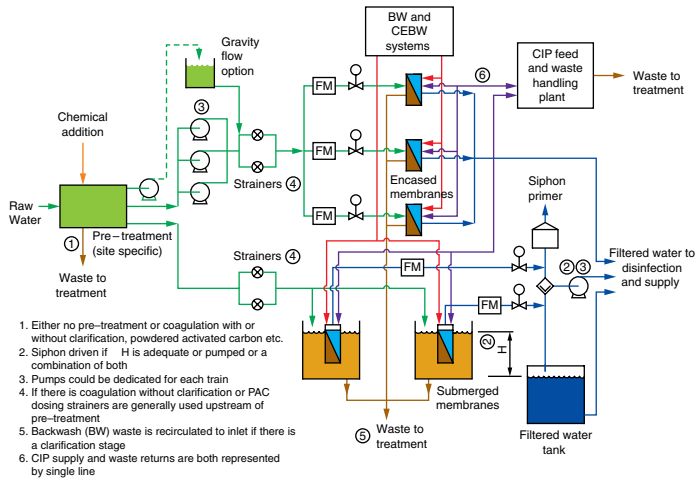 BW and
CEBW
systems
Gravity
flow
option
6
CIP feed
and waste
handling
plant
Waste to
treatment
Chemical
addition
3
FM
FM
FM
Strainers 4
Encased
membranes
Siphon
primer
Raw
Water
Pre–treatment
(site specific)
1
Waste to
treatment
Strainers 4
FM
FM
2 3
Filtered water to
disinfection
and supply
2
H
Submerged
membranes
5
Waste to
treatment
Filtered water
tank
1. Either no pre–treatment or coagulation with or
without clarification, powdered activated carbon etc.
2. Siphon driven if H is adequate or pumped or a
combination of both
3. Pumps could be dedicated for each train
4. If there is coagulation without clarification or PAC
dosing strainers are generally used upstream of
pre–treatment
5. Backwash (BW) waste is recirculated to inlet if there is
a clarification stage
6. CIP supply and waste returns are both represented
by single line